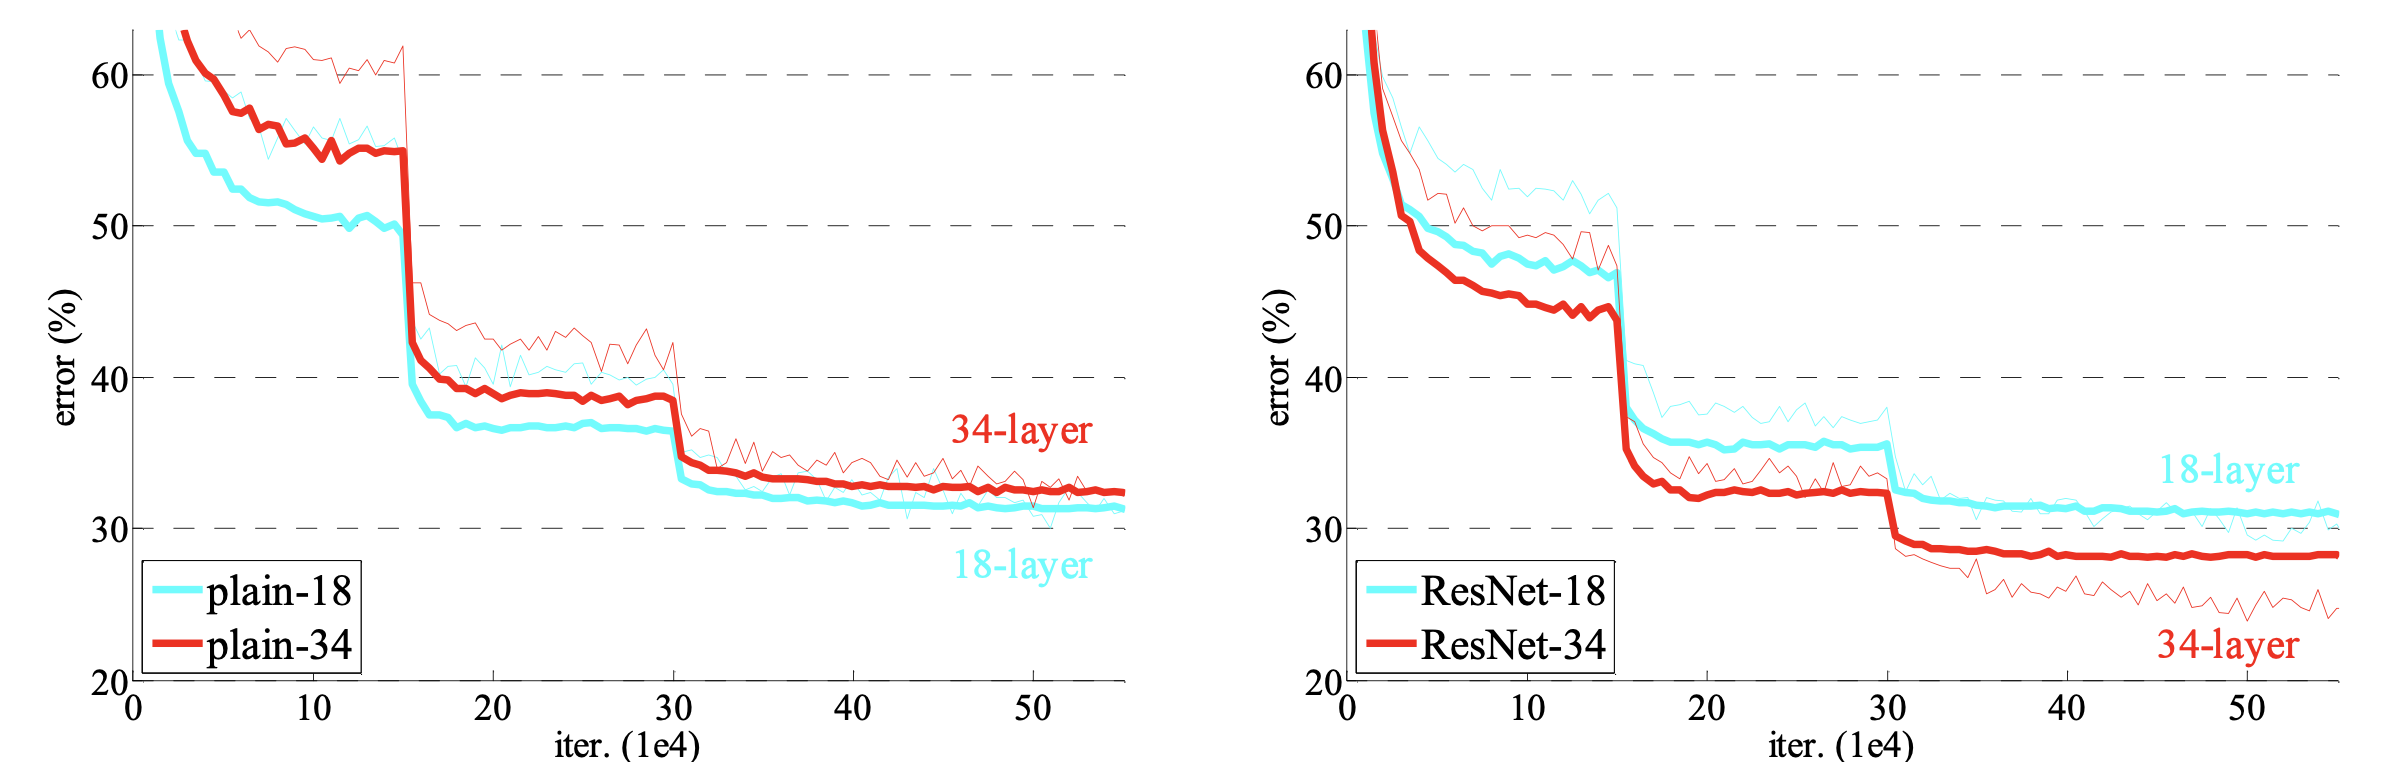 60
50
40
30
20
error (%)
34-layer
18-layer
plain-18
plain-34
0 10 20 30 40 50
iter. (1e4)
60
50
40
30
20
error (%)
18-layer
34-layer
ResNet-18
ResNet-34
0 10 20 30 40 50
iter. (1e4)